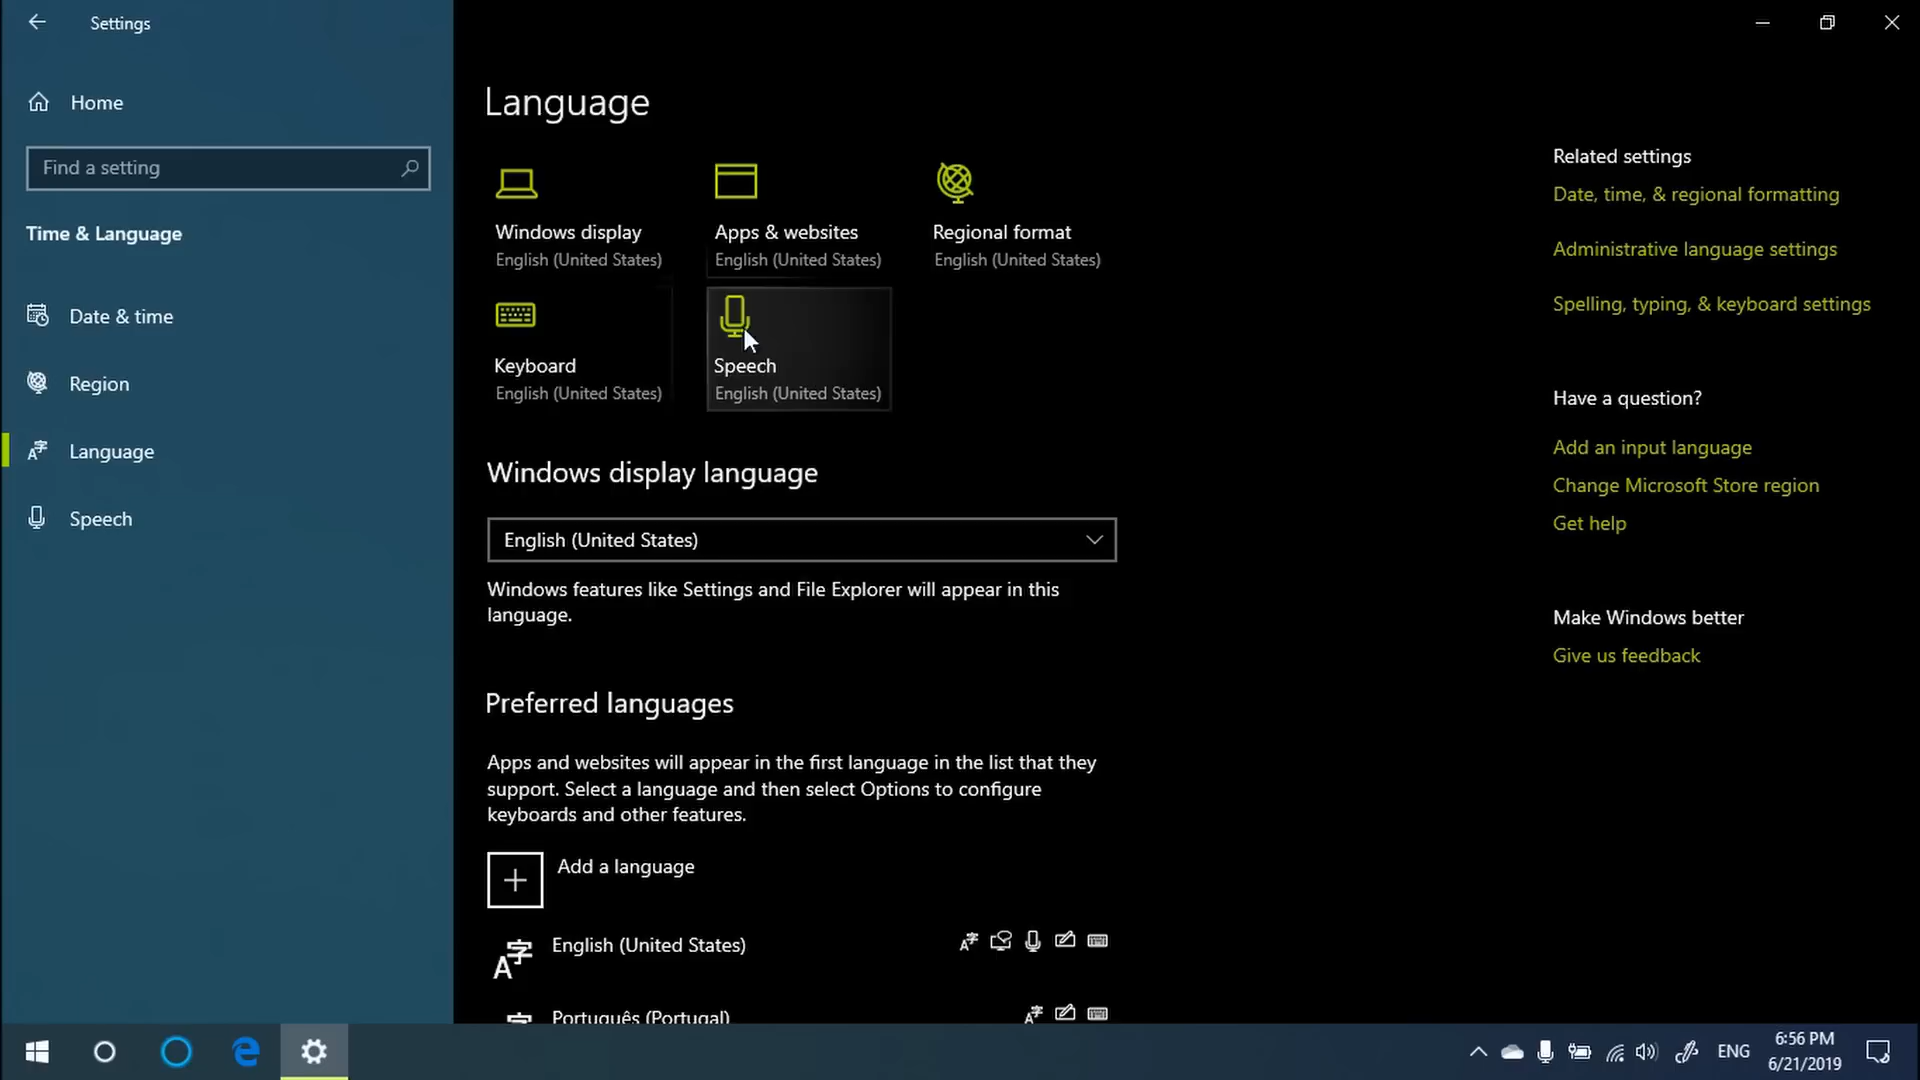 Settings
Home
Find a setting
Time & Language
Date & time
Region
Language
Speech
Language
Windows display
English (United States)
Apps & websites
English (United States)
Regional format
English (United States)
Keyboard
English (United States)
Speech
English (United States)
Windows display language
English (United States)
Windows features like Settings and File Explorer will appear in this
language.
Preferred languages
Apps and websites will appear in the first language in the list that they
support. Select a language and then select Options to configure
keyboards and other features.
Add a language
English (United States)
Português (Portugal)
Related settings
Date, time, & regional formatting
Administrative language settings
Spelling, typing, & keyboard settings
Have a question?
Add an input language
Change Microsoft Store region
Get help
Make Windows better
Give us feedback
ENG
6:56 PM
6/21/2019